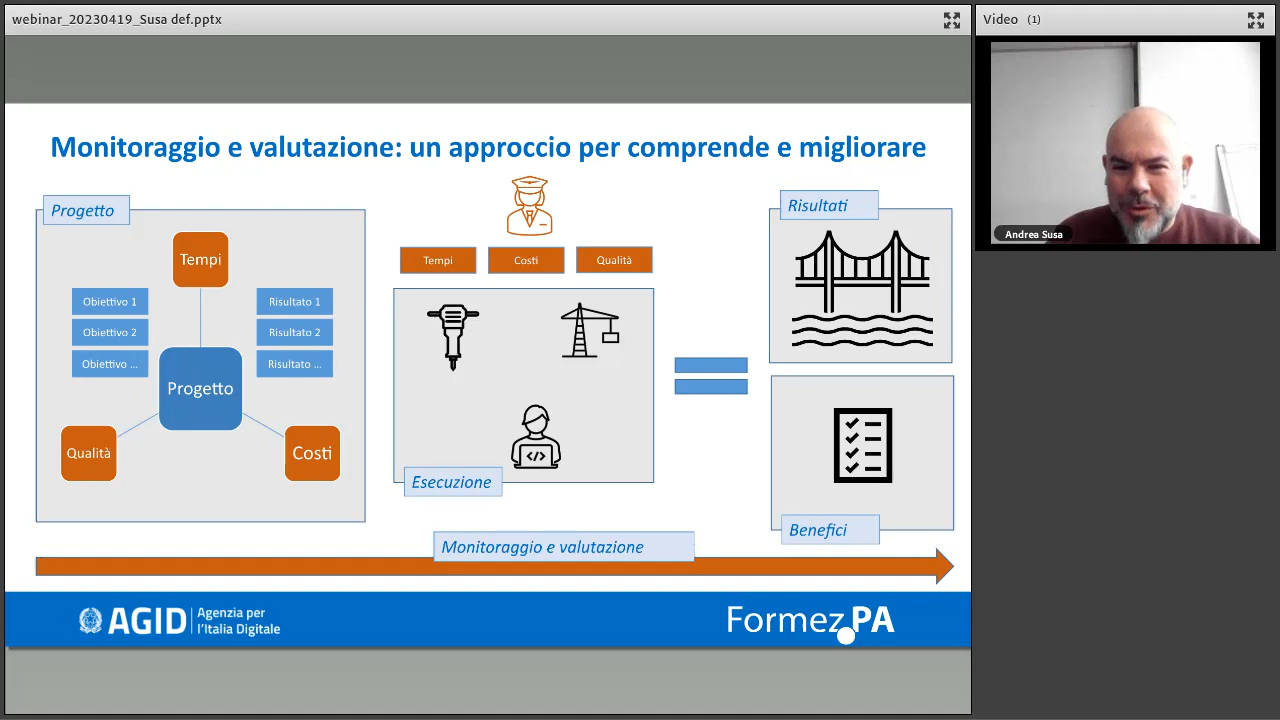 webinar_20230419_Susa def.pptx
Video (1)
Andrea Susa
Monitoraggio e valutazione: un approccio per comprende e migliorare
Progetto
Tempi
Obiettivo 1
Obiettivo 2
Obiettivo ...
Risultato 1
Risultato 2
Risultato ...
Progetto
Qualità
Costi
Tempi
Costi
Qualità
</>
Esecuzione
Risultati
Benefici
Monitoraggio e valutazione
AGID
Agenzia per
l'Italia Digitale
Formez PA